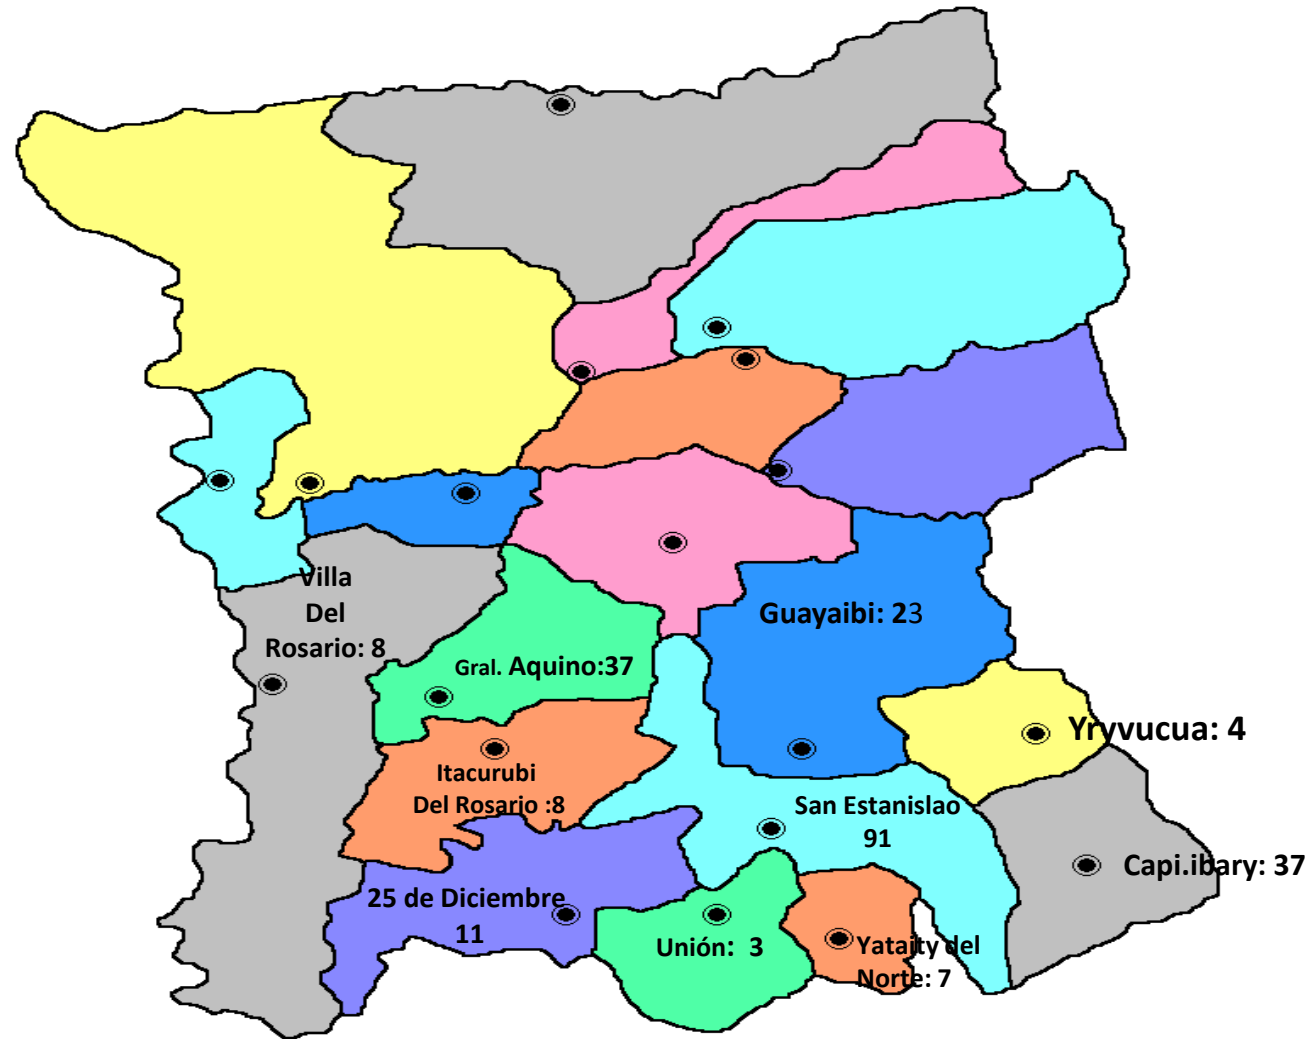 Villa
Del
Rosario: 8
Guayaibi: 23
Gral. Aquino:37
Yryvucua: 4
Itacurubi
Del Rosario :8
San Estanislao
91
Capi.ibary: 37
25 de Diciembre
11
Unión: 3
Yataity del
Norte: 7